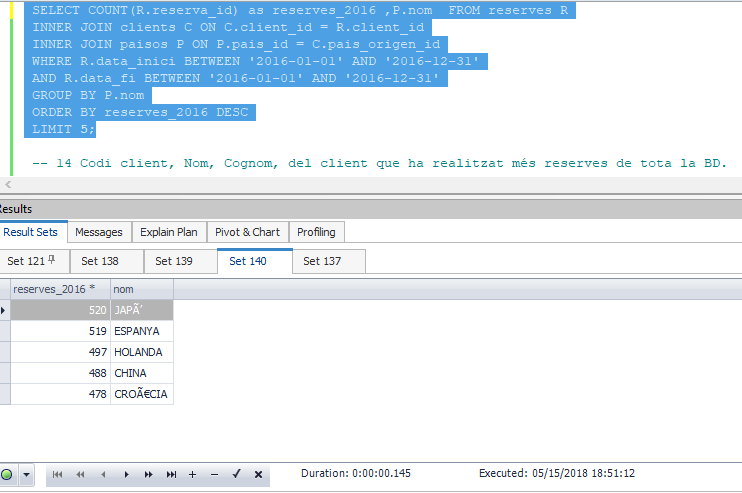 SELECT COUNT(R.reserva_id) as reserves_2016 ,P.nom  FROM reserves R
INNER JOIN clients C ON C.client_id = R.client_id
INNER JOIN paisos P ON P.pais_id = C.pais_origen_id
WHERE R.data_inici BETWEEN '2016-01-01' AND '2016-12-31'
AND R.data_fi BETWEEN '2016-01-01' AND '2016-12-31'
GROUP BY P.nom
ORDER BY reserves_2016 DESC
LIMIT 5;
-- 14 Codi client, Nom, Cognom, del client que ha realitzat més reserves de tota la BD.
Results
Result Sets Messages Explain Plan Pivot & Chart Profiling
Set 121 Set 138 Set 139 Set 140 Set 137
reserves_2016 * nom
520 JAPÃ’
519 ESPANYA
497 HOLANDA
488 CHINA
478 CROÃ€CIA
Duration: 0:00:00.145 Executed: 05/15/2018 18:51:12